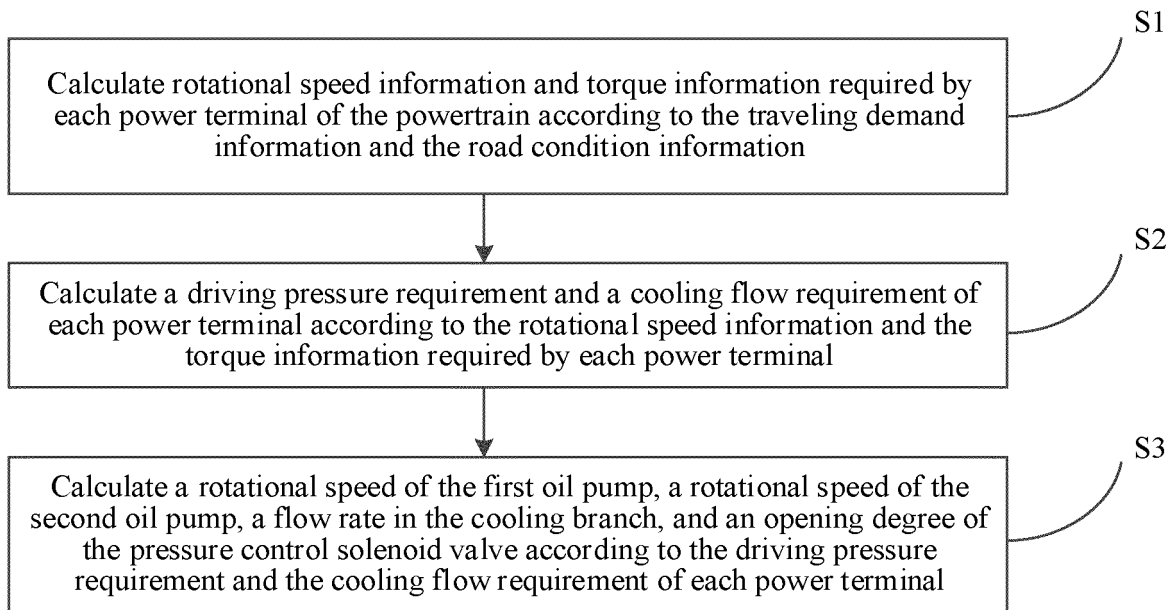 S1
Calculate rotational speed information and torque information required by
each power terminal of the powertrain according to the traveling demand
information and the road condition information
S2
Calculate a driving pressure requirement and a cooling flow requirement of
each power terminal according to the rotational speed information and the
torque information required by each power terminal
S3
Calculate a rotational speed of the first oil pump, a rotational speed of the
second oil pump, a flow rate in the cooling branch, and an opening degree of
the pressure control solenoid valve according to the driving pressure
requirement and the cooling flow requirement of each power terminal